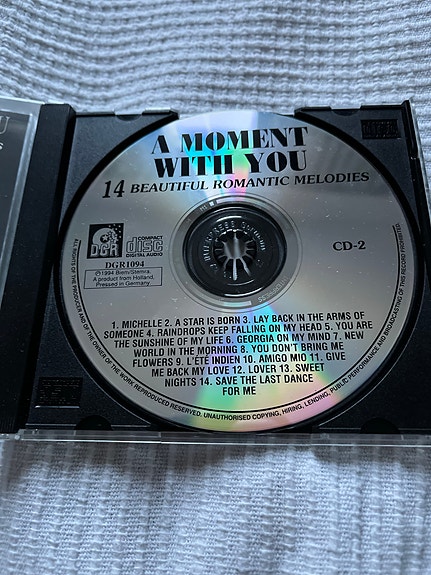 A MOMENT
WITH YOU
14 BEAUTIFUL ROMANTIC MELODIES
DGR
COMPACT
disc
DIGITAL AUDIO
DGR1094
℗1994 Biem/Stemra.
A product from Holland,
Pressed in Germany.
CD-2
1. MICHELLE 2. A STAR IS BORN 3. LAY BACK IN THE ARMS OF
SOMEONE 4. RAINDROPS KEEP FALLING ON MY HEAD 5. YOU ARE
THE SUNSHINE OF MY LIFE 6. GEORGIA ON MY MIND 7. NEW
WORLD IN THE MORNING 8. YOU DON'T BRING ME
FLOWERS 9. L'ÉTÉ INDIEN 10. AMIGO MIO 11. GIVE
ME BACK MY LOVE 12. LOVER 13. SWEET
NIGHTS 14. SAVE THE LAST DANCE
FOR ME
ALL RIGHTS OF THE PRODUCER AND OF THE OWNER OF THE WORK REPRODUCED RESERVED. UNAUTHORISED COPYING, HIRING, LENDING, PUBLIC PERFORMANCE AND BROADCASTING OF THIS RECORD PROHIBITED.